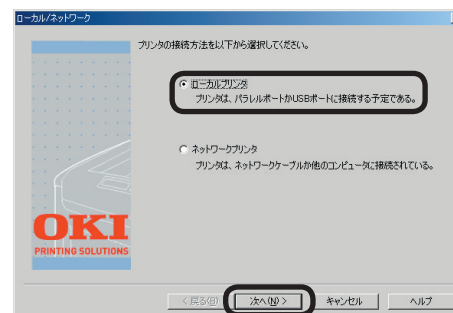 ローカル/ネットワーク
プリンタの接続方法を以下から選択してください。
ローカルプリンタ
プリンタは、パラレルポートかUSBポートに接続する予定である。
ネットワークプリンタ
プリンタは、ネットワークケーブルか他のコンピュータに接続されている。
OKI
PRINTING SOLUTIONS
< 戻る(B) 次へ(N) > キャンセル ヘルプ